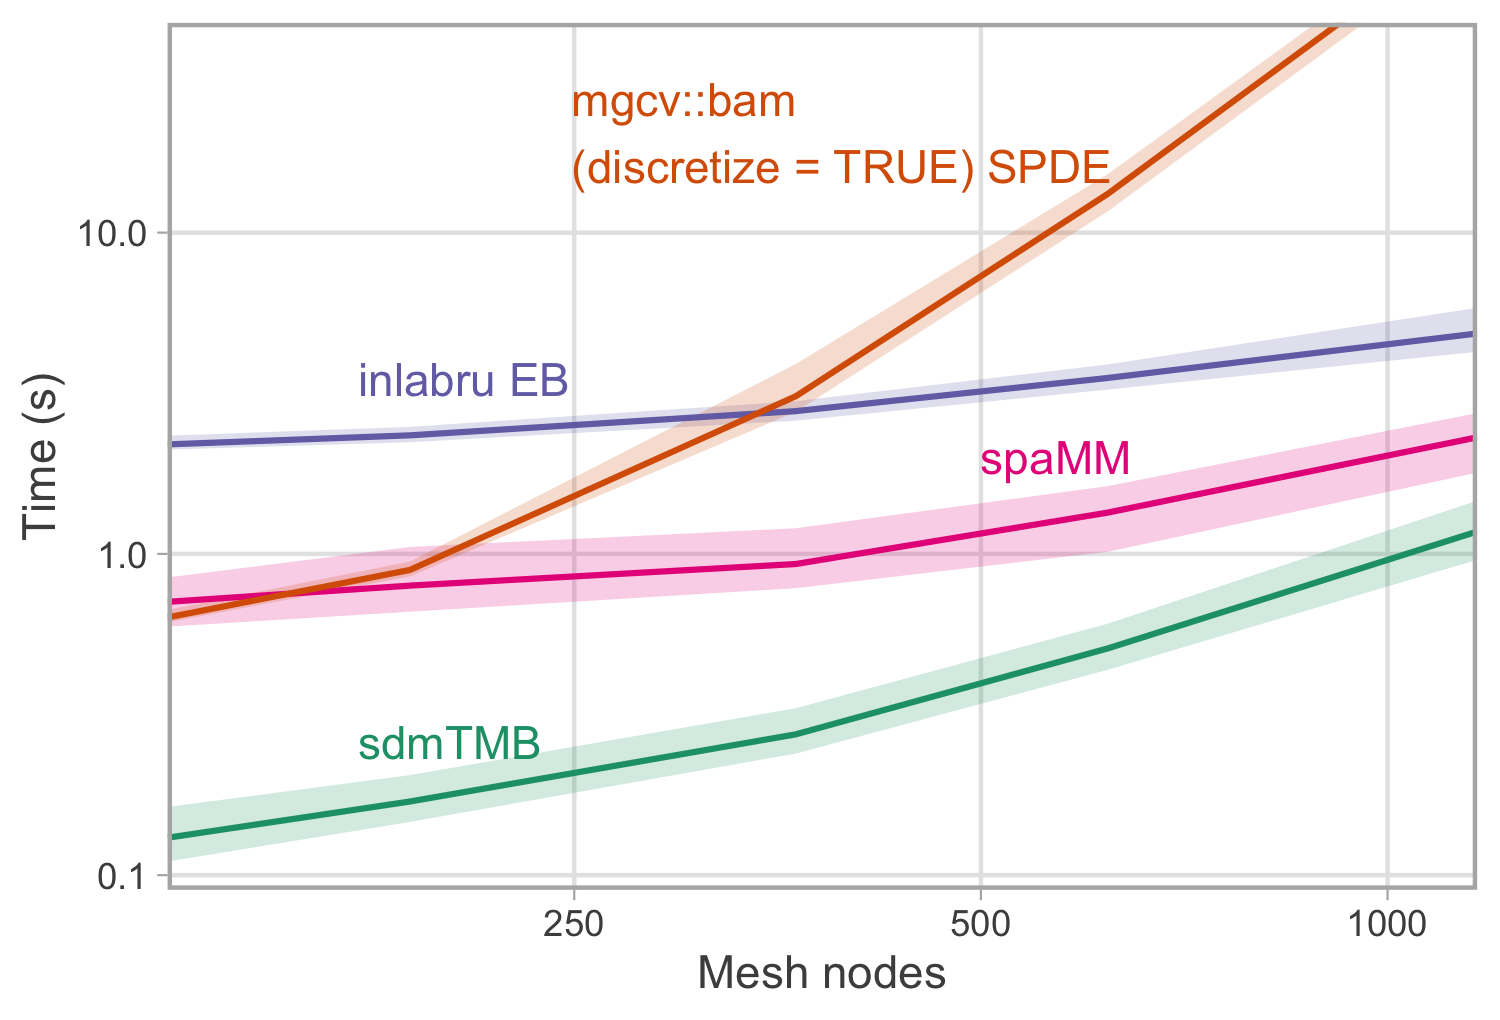 mgcv::bam
(discretize = TRUE) SPDE
10.0
inlabru EB
spaMM
1.0
sdmTMB
0.1
Time (s)
250
500
1000
Mesh nodes